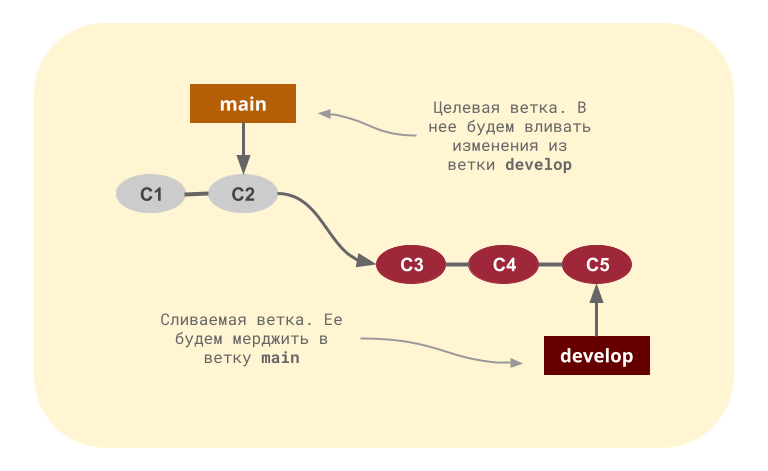 main
Целевая ветка. В
нее будем вливать
изменения из
ветки develop
C1
C2
C3
C4
C5
Сливаемая ветка. Ее
будем мерджить в
ветку main
develop